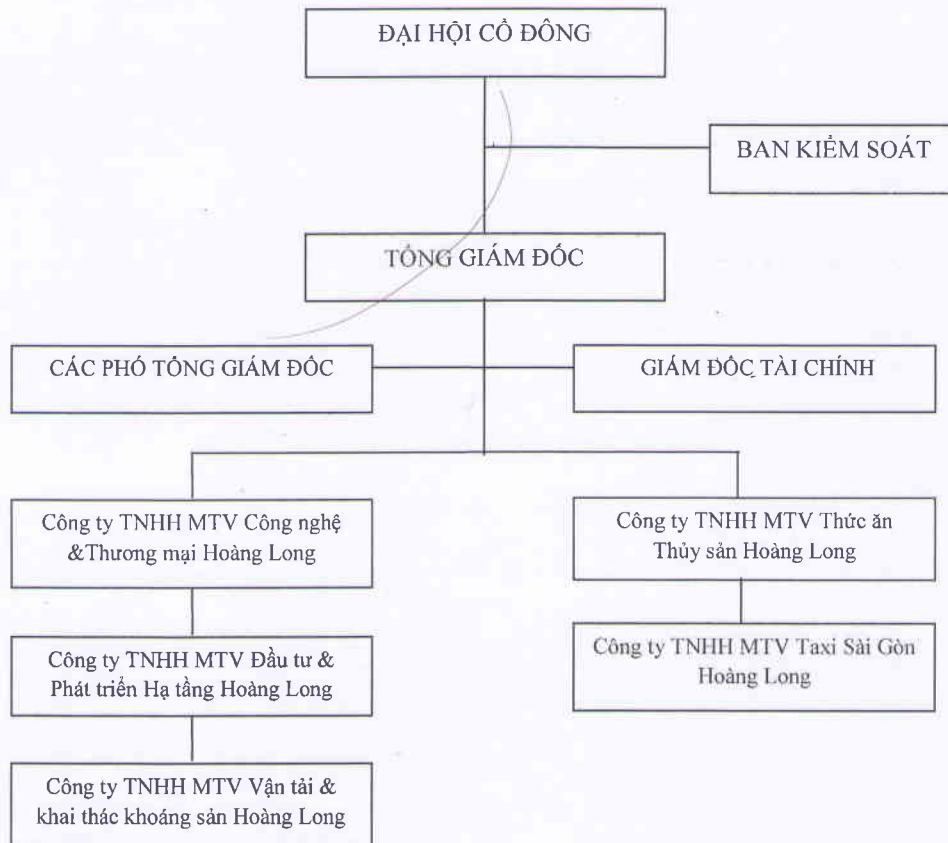 ĐẠI HỘI CỔ ĐÔNG
BAN KIỂM SOÁT
TỔNG GIÁM ĐỐC
CÁC PHÓ TỔNG GIÁM ĐỐC
GIÁM ĐỐC TÀI CHÍNH
Công ty TNHH MTV Công nghệ
&Thương mại Hoàng Long
Công ty TNHH MTV Thức ăn
Thủy sản Hoàng Long
Công ty TNHH MTV Đầu tư &
Phát triển Hạ tầng Hoàng Long
Công ty TNHH MTV Taxi Sài Gòn
Hoàng Long
Công ty TNHH MTV Vận tải &
khai thác khoáng sản Hoàng Long